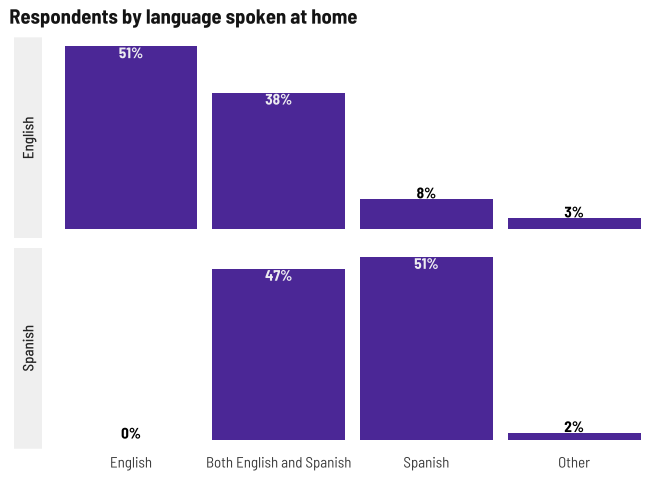 Respondents by language spoken at home
English
51%
38%
8%
3%
Spanish
0%
47%
51%
2%
English
Both English and Spanish
Spanish
Other